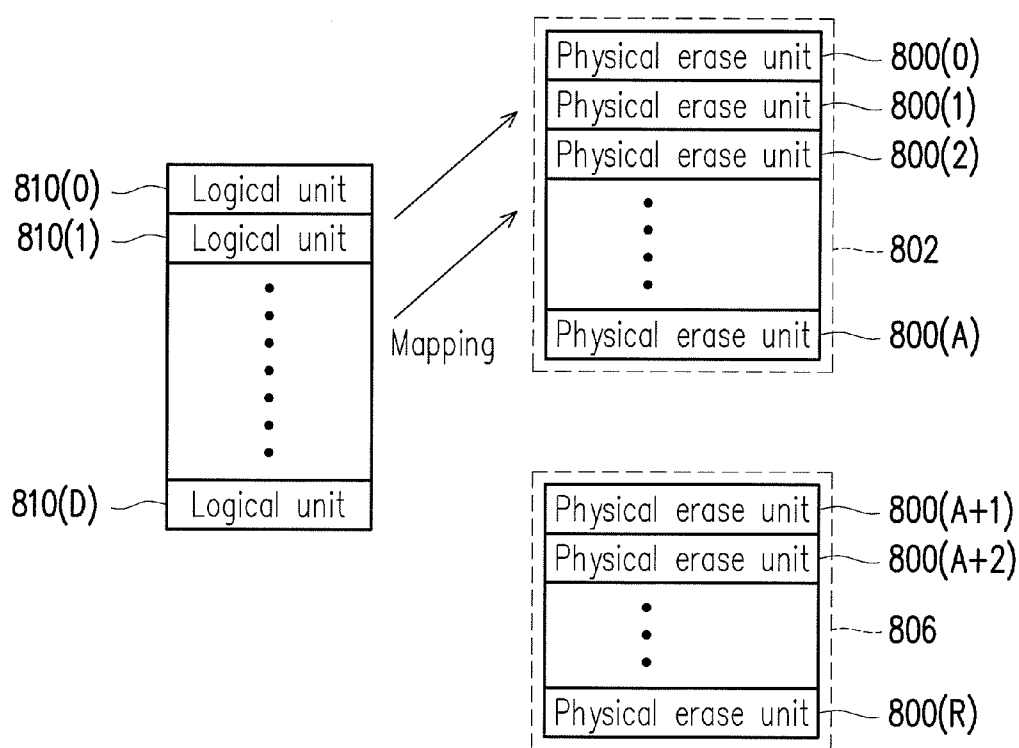 810(0) Logical unit
810(1) Logical unit
810(D) Logical unit
Mapping
Physical erase unit 800(0)
Physical erase unit 800(1)
Physical erase unit 800(2)
802
Physical erase unit 800(A)
Physical erase unit 800(A+1)
Physical erase unit 800(A+2)
806
Physical erase unit 800(R)